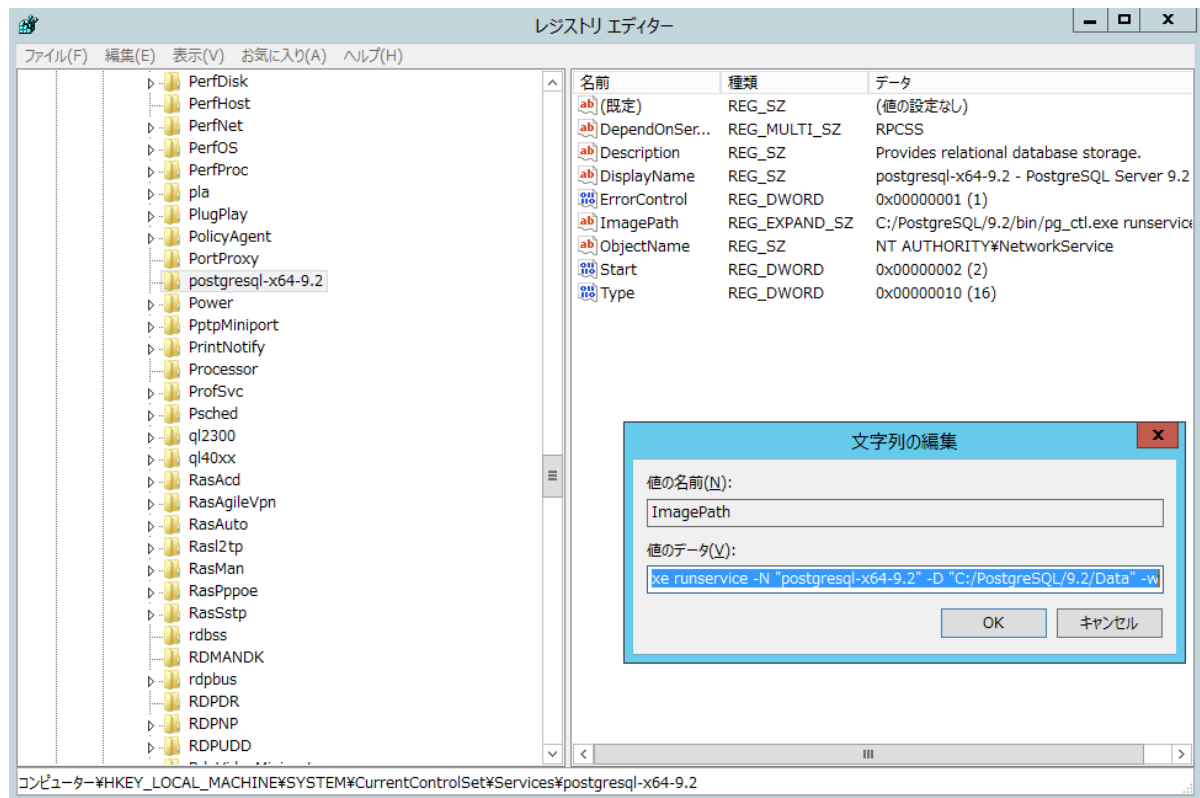 レジストリ エディター
ファイル(F) 編集(E) 表示(V) お気に入り(A) ヘルプ(H)
PerfDisk
PerfHost
PerfNet
PerfOS
PerfProc
pla
PlugPlay
PolicyAgent
PortProxy
postgresql-x64-9.2
Power
PptpMiniport
PrintNotify
Processor
ProfSvc
Psched
ql2300
ql40xx
RasAcd
RasAgileVpn
RasAuto
Rasl2tp
RasMan
RasPppoe
RasSstp
rdbss
RDMANDK
rdpbus
RDPDR
RDPNP
RDPUDD
名前 種類 データ
(既定) REG_SZ (値の設定なし)
DependOnSer... REG_MULTI_SZ RPCSS
Description REG_SZ Provides relational database storage.
DisplayName REG_SZ postgresql-x64-9.2 - PostgreSQL Server 9.2
ErrorControl REG_DWORD 0x00000001 (1)
ImagePath REG_EXPAND_SZ C:/PostgreSQL/9.2/bin/pg_ctl.exe runservice
ObjectName REG_SZ NT AUTHORITY¥NetworkService
Start REG_DWORD 0x00000002 (2)
Type REG_DWORD 0x00000010 (16)
文字列の編集
値の名前(N):
ImagePath
値のデータ(V):
xe runservice -N "postgresql-x64-9.2" -D "C:/PostgreSQL/9.2/Data" -w
OK キャンセル
コンピューター¥HKEY_LOCAL_MACHINE¥SYSTEM¥CurrentControlSet¥Services¥postgresql-x64-9.2